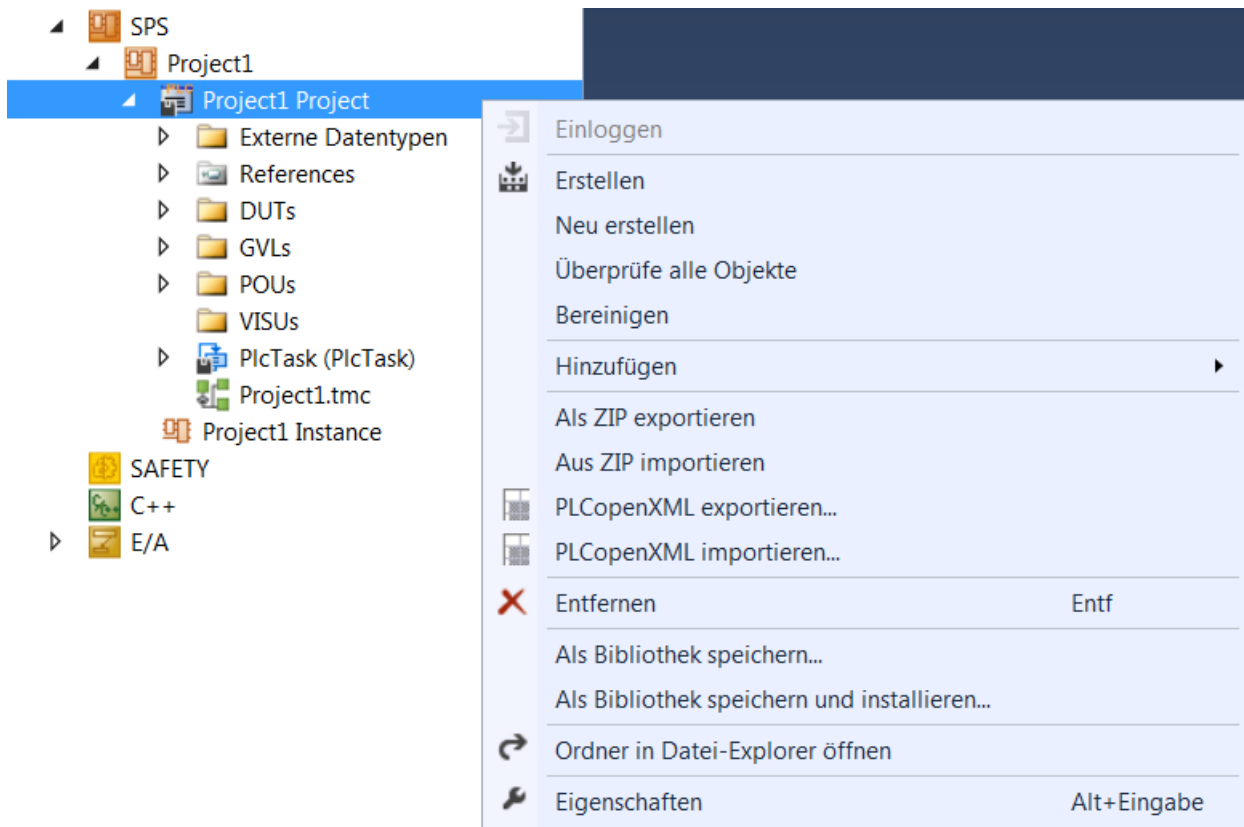 SPS
Project1
Project1 Project
Externe Datentypen
References
DUTs
GVLs
POUs
VISUs
PlcTask (PlcTask)
Project1.tmc
Project1 Instance
SAFETY
C++
E/A
Einloggen
Erstellen
Neu erstellen
Überprüfe alle Objekte
Bereinigen
Hinzufügen
Als ZIP exportieren
Aus ZIP importieren
PLCopenXML exportieren...
PLCopenXML importieren...
Entfernen Entf
Als Bibliothek speichern...
Als Bibliothek speichern und installieren...
Ordner in Datei-Explorer öffnen
Eigenschaften Alt+Eingabe